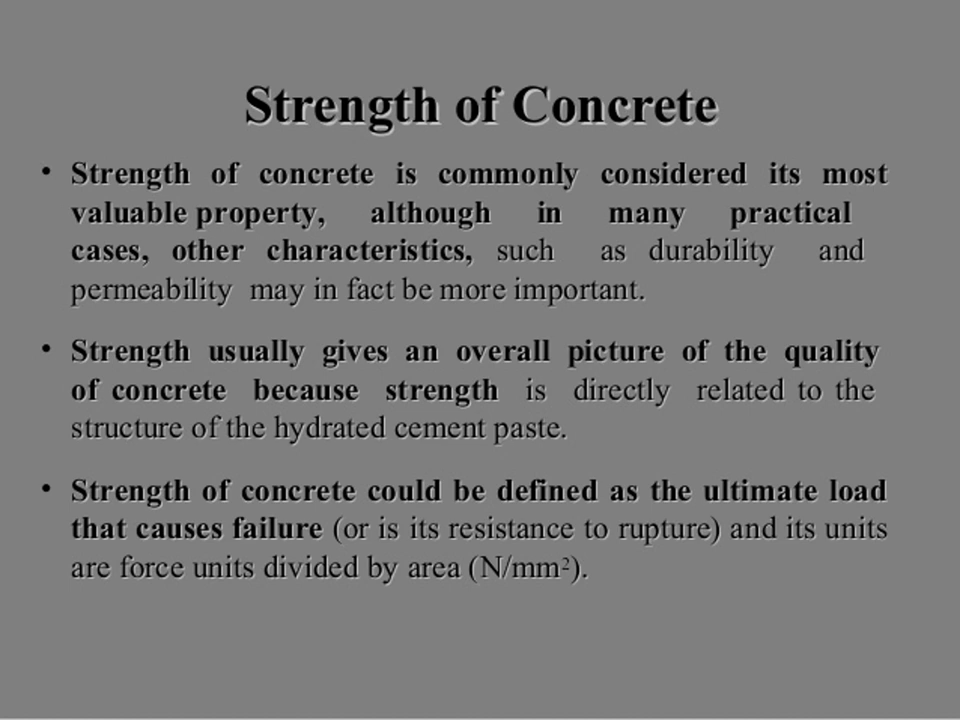 Strength of Concrete
• Strength of concrete is commonly considered its most
valuable property, although in many practical
cases, other characteristics, such as durability and
permeability may in fact be more important.
• Strength usually gives an overall picture of the quality
of concrete because strength is directly related to the
structure of the hydrated cement paste.
• Strength of concrete could be defined as the ultimate load
that causes failure (or is its resistance to rupture) and its units
are force units divided by area (N/mm²).